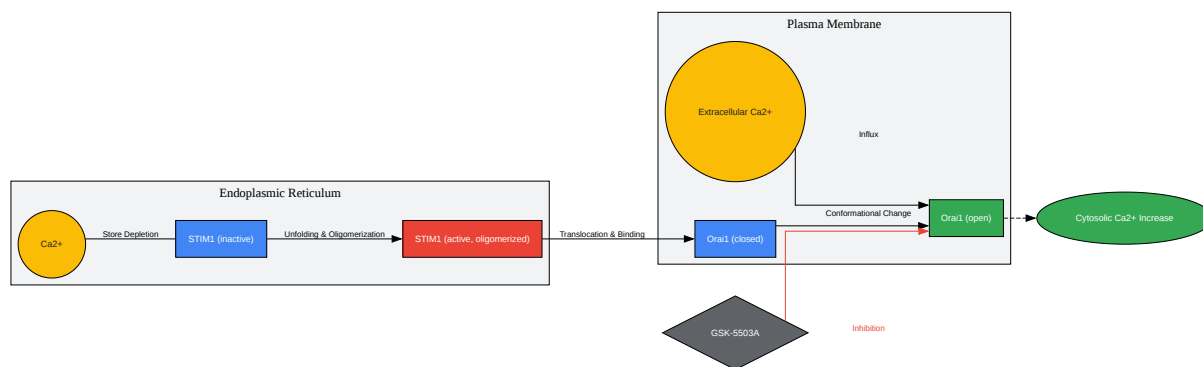 Plasma Membrane
Extracellular Ca2+
Influx
Endoplasmic Reticulum
Ca2+
Store Depletion
STIM1 (inactive)
Unfolding & Oligomerization
STIM1 (active, oligomerized)
Translocation & Binding
Orai1 (closed)
Conformational Change
Orai1 (open)
Cytosolic Ca2+ Increase
GSK-5503A
Inhibition